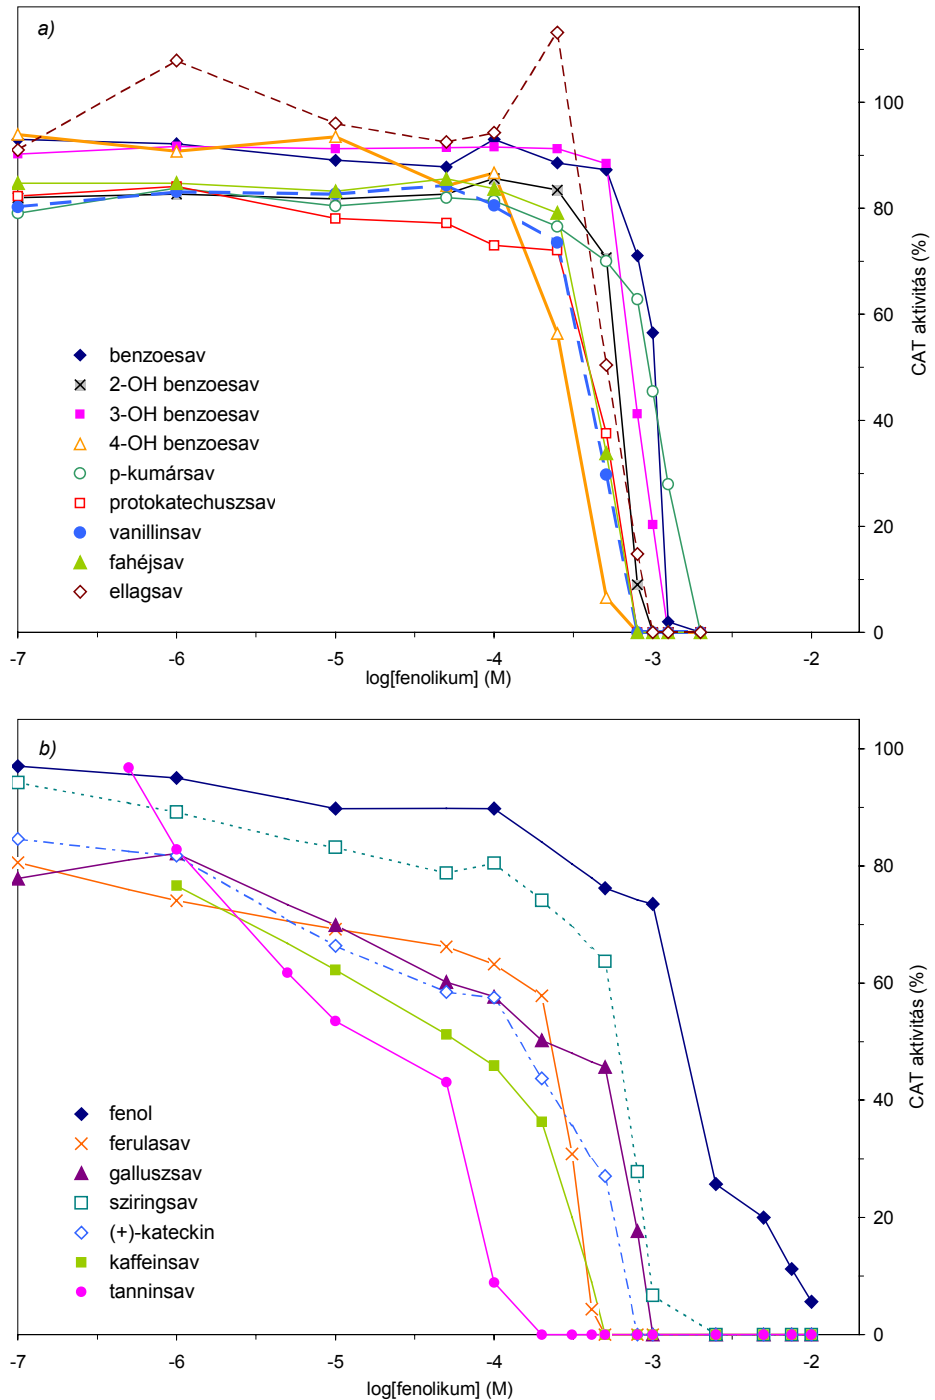 a)
100
80
60
40
20
0
CAT aktivitás (%)
benzoesav
2-OH benzoesav
3-OH benzoesav
4-OH benzoesav
p-kumársav
protokatechuszsav
vanillinsav
fahéjsav
ellagsav
-7 -6 -5 -4 -3 -2
log[fenolikum] (M)
b)
100
80
60
40
20
0
CAT aktivitás (%)
fenol
ferulasav
galluszsav
sziringsav
(+)-kateckin
kaffeinsav
tanninsav
-7 -6 -5 -4 -3 -2
log[fenolikum] (M)